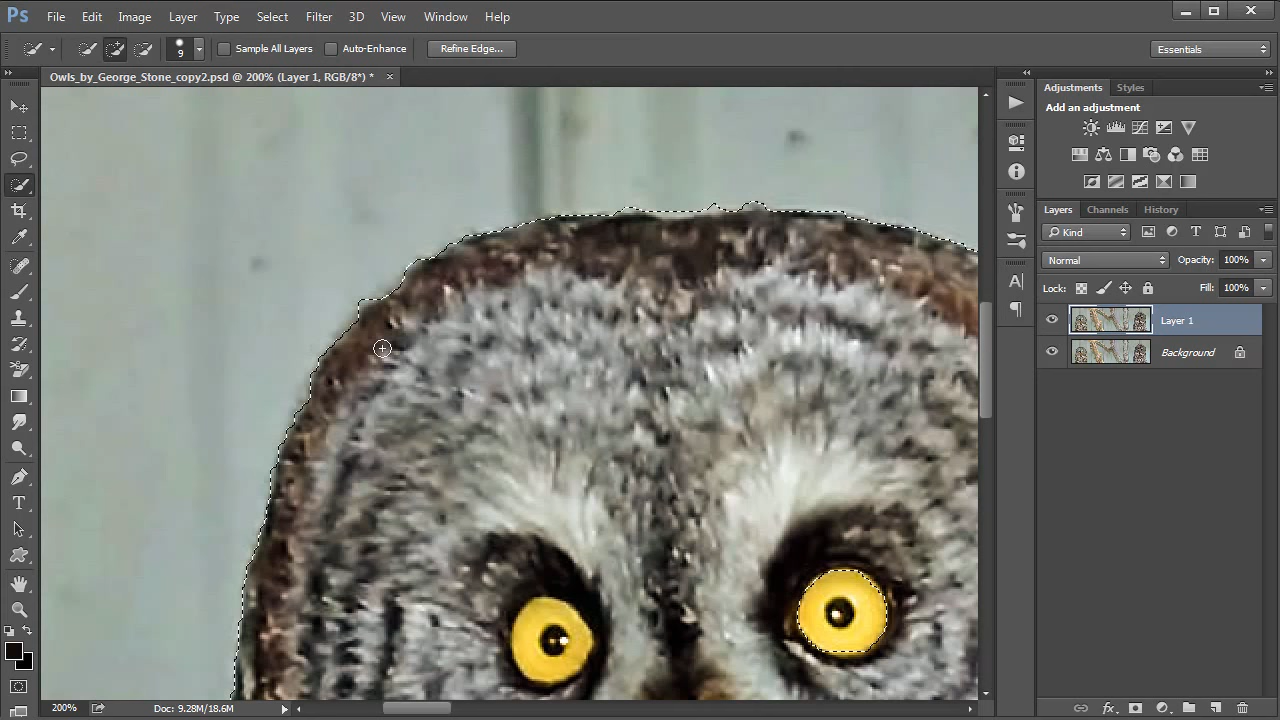 Ps File Edit Image Layer Type Select Filter 3D View Window Help
9 Sample All Layers Auto-Enhance Refine Edge... Essentials
Owls_by_George_Stone_copy2.psd @ 200% (Layer 1, RGB/8*) * ×
Adjustments Styles
Add an adjustment
Layers Channels History
Kind
Normal Opacity: 100%
Lock: Fill: 100%
Layer 1
Background
200% Doc: 9.28M/18.6M